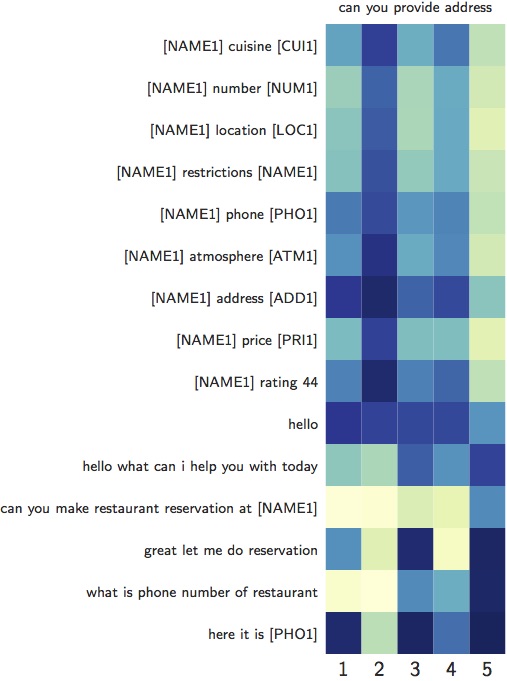 can you provide address
[NAME1] cuisine [CUI1]
[NAME1] number [NUM1]
[NAME1] location [LOC1]
[NAME1] restrictions [NAME1]
[NAME1] phone [PHO1]
[NAME1] atmosphere [ATM1]
[NAME1] address [ADD1]
[NAME1] price [PRI1]
[NAME1] rating 44
hello
hello what can i help you with today
can you make restaurant reservation at [NAME1]
great let me do reservation
what is phone number of restaurant
here it is [PHO1]
1 2 3 4 5